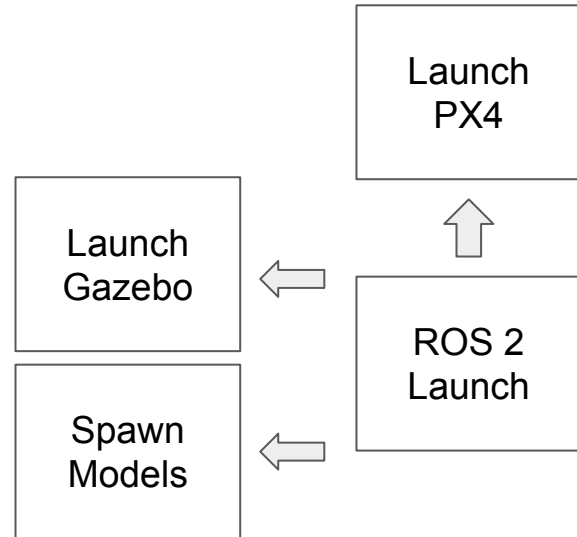 Launch
PX4
Launch
Gazebo
ROS 2
Launch
Spawn
Models